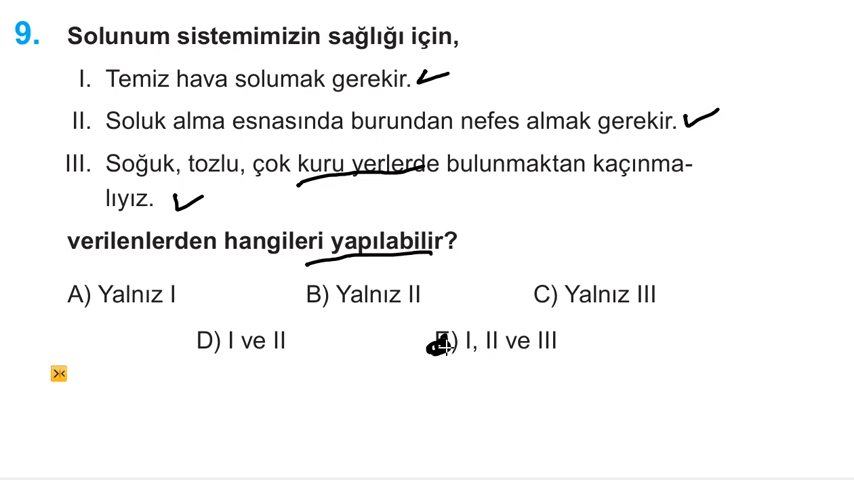 9. Solunum sistemimizin sağlığı için,
I. Temiz hava solumak gerekir.
II. Soluk alma esnasında burundan nefes almak gerekir.
III. Soğuk, tozlu, çok kuru yerlerde bulunmaktan kaçınma-
lıyız.
verilenlerden hangileri yapılabilir?
A) Yalnız I B) Yalnız II C) Yalnız III
D) I ve II E) I, II ve III